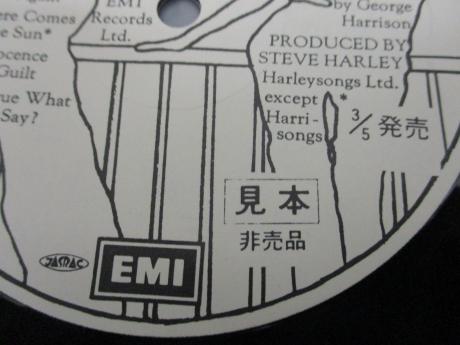 EMI
Records
Ltd.
ere Comes
e Sun*
ocence
Guilt
ue What
Say?
by George
Harrison
PRODUCED BY
STEVE HARLEY
Harleysongs Ltd.
except *
Harri-
songs
3/5 発売
見本
非売品
JASRAC
EMI